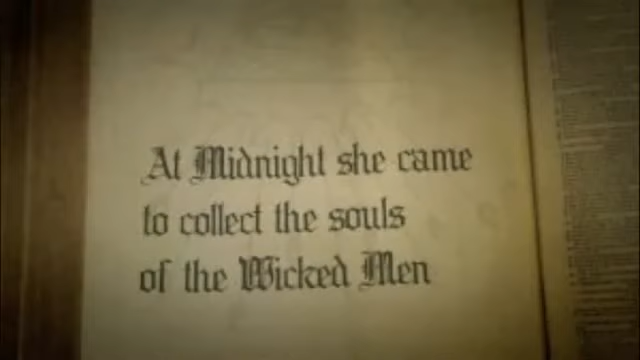 At Midnight she came
to collect the souls
of the Wicked Men